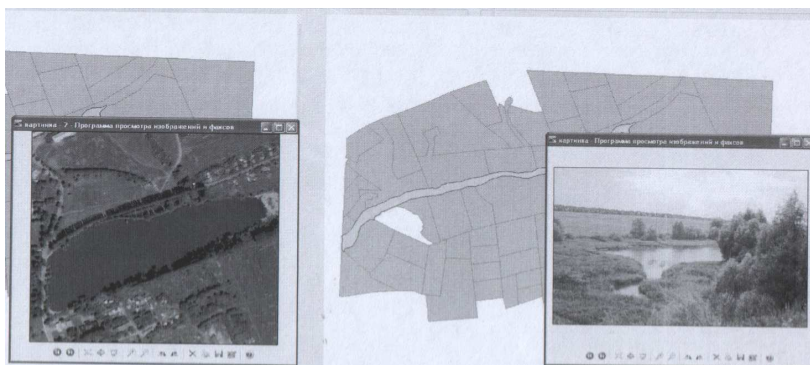 картинка - 2 - Программа просмотра изображений и факсов
картинка - Программа просмотра изображений и факсов